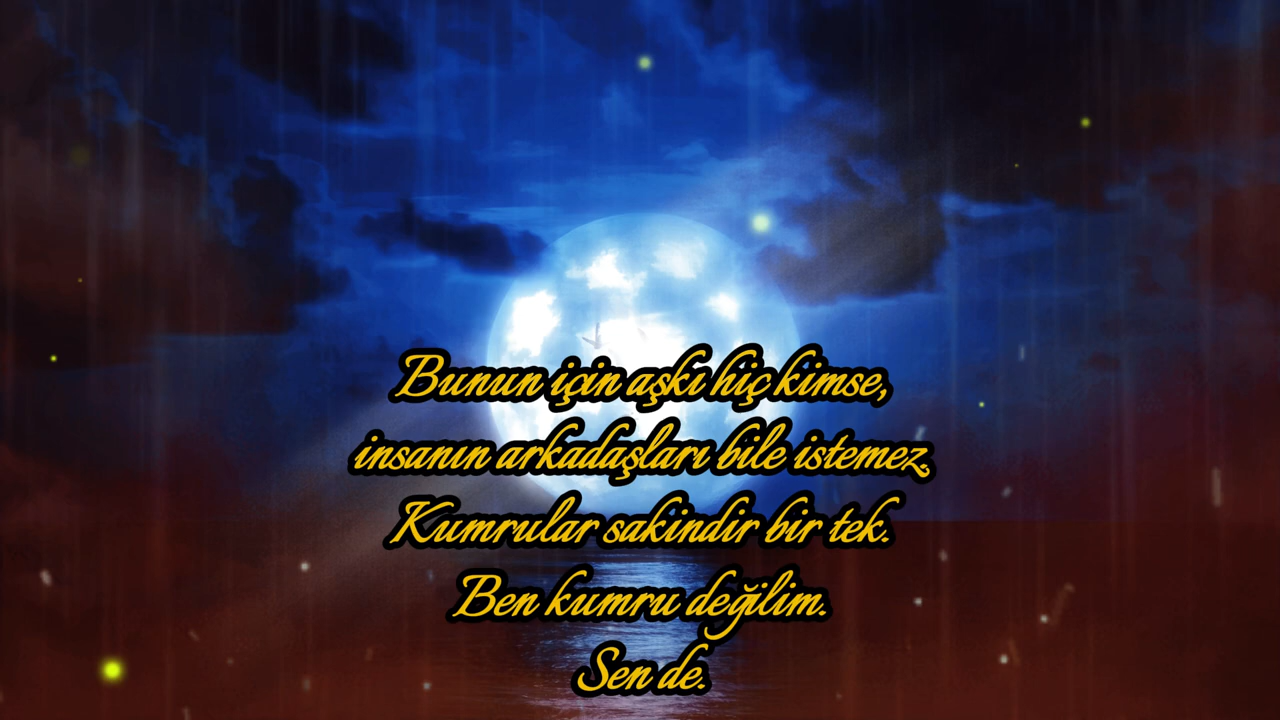 Bunun için aşkı hiç kimse,
insanın arkadaşları bile istemez.
Kumrular sakindir bir tek.
Ben kumru değilim.
Sen de.